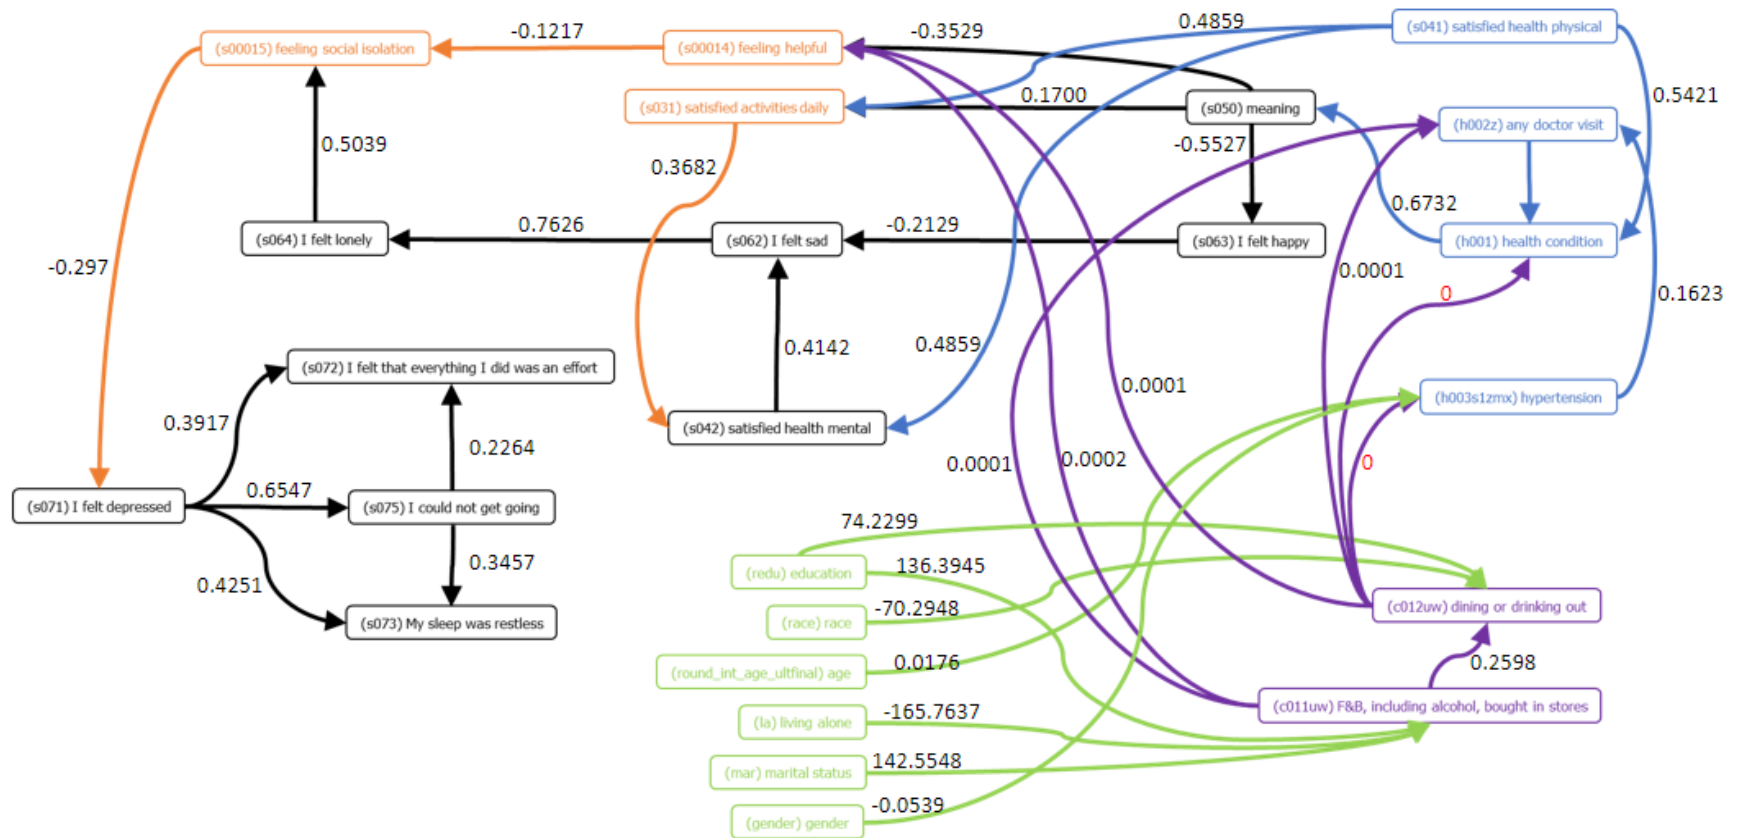 -0.1217
-0.3529
0.4859
(s041) satisfied health physical
(s00015) feeling social isolation
(s00014) feeling helpful
0.5421
(s031) satisfied activities daily
0.1700
(s050) meaning
(h002z) any doctor visit
0.5039
0.3682
-0.5527
0.6732
(s064) I felt lonely
0.7626
(s062) I felt sad
-0.2129
(s063) I felt happy
(h001) health condition
-0.297
0.0001
0
0.1623
0.4142
0.4859
(s072) I felt that everything I did was an effort
0.0001
(h003s1zmx) hypertension
0.3917
(s042) satisfied health mental
0.2264
0.0001
0.0002
0
0.6547
(s071) I felt depressed
(s075) I could not get going
74.2299
0.3457
(redu) education
136.3945
0.4251
-70.2948
(c012uw) dining or drinking out
(s073) My sleep was restless
(race) race
0.0176
0.2598
(round_int_age_ultfinal) age
(c011uw) F&B, including alcohol, bought in stores
-165.7637
(la) living alone
142.5548
(mar) marital status
-0.0539
(gender) gender